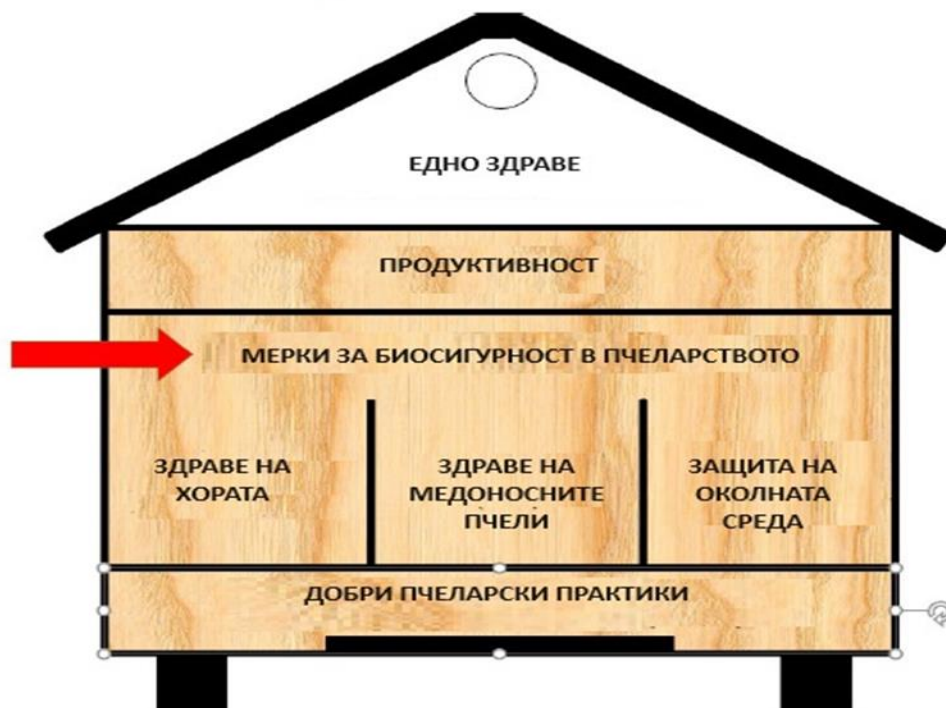 ЕДНО ЗДРАВЕ
ПРОДУКТИВНОСТ
МЕРКИ ЗА БИОСИГУРНОСТ В ПЧЕЛАРСТВОТО
ЗДРАВЕ НА
ХОРАТА
ЗДРАВЕ НА
МЕДОНОСНИТЕ
ПЧЕЛИ
ЗАЩИТА НА
ОКОЛНАТА
СРЕДА
ДОБРИ ПЧЕЛАРСКИ ПРАКТИКИ